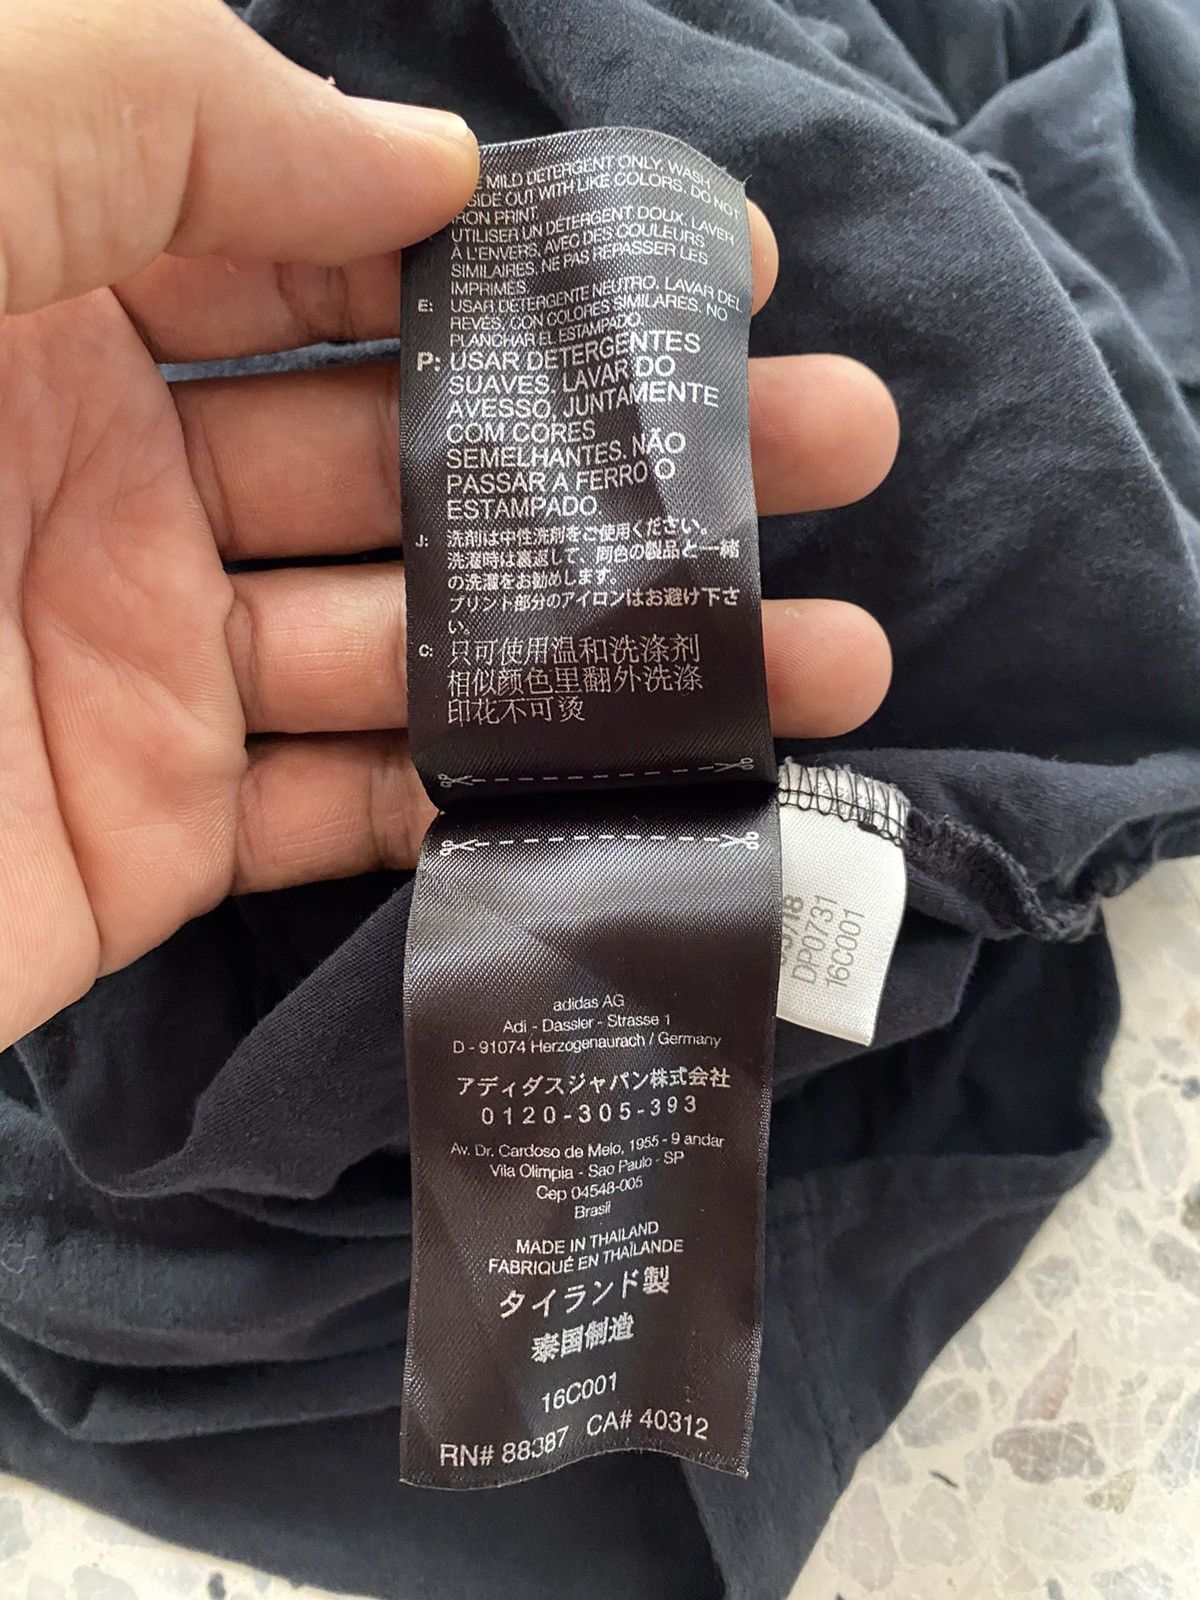 MILD DETERGENT ONLY, WASH
OUT WITH LIKE COLORS. DO NOT
IRON PRINT.
UTILISER UN DÉTERGENT DOUX, LAVER
À L'ENVERS, AVEC DES COULEURS
SIMILAIRES, NE PAS REPASSER LES
IMPRIMÉS.
E: USAR DETERGENTE NEUTRO. LAVAR DEL
REVÉS, CON COLORES SIMILARES. NO
PLANCHAR EL ESTAMPADO.
P: USAR DETERGENTES
SUAVES, LAVAR DO
AVESSO, JUNTAMENTE
COM CORES
SEMELHANTES. NÃO
PASSAR A FERRO O
ESTAMPADO
J: 洗剤は中性洗剤をご使用ください。
洗濯時は裏返して、同色の製品と一緒
の洗濯をお勧めします。
プリント部分のアイロンはお避け下さ
い。
C: 只可使用温和洗涤剂
相似颜色里翻外洗涤
印花不可烫
adidas AG
Adi - Dassler - Strasse 1
D - 91074 Herzogenaurach / Germany
アディダスジャパン株式会社
0120-305-393
Av. Dr. Cardoso de Melo, 1955 - 9 andar
Vila Olimpia - Sao Paulo - SP
Cep 04548-005
Brasil
MADE IN THAILAND
FABRIQUÉ EN THAÏLANDE
タイランド製
泰国制造
16C001
RN# 88387 CA# 40312
DP0731
16C001